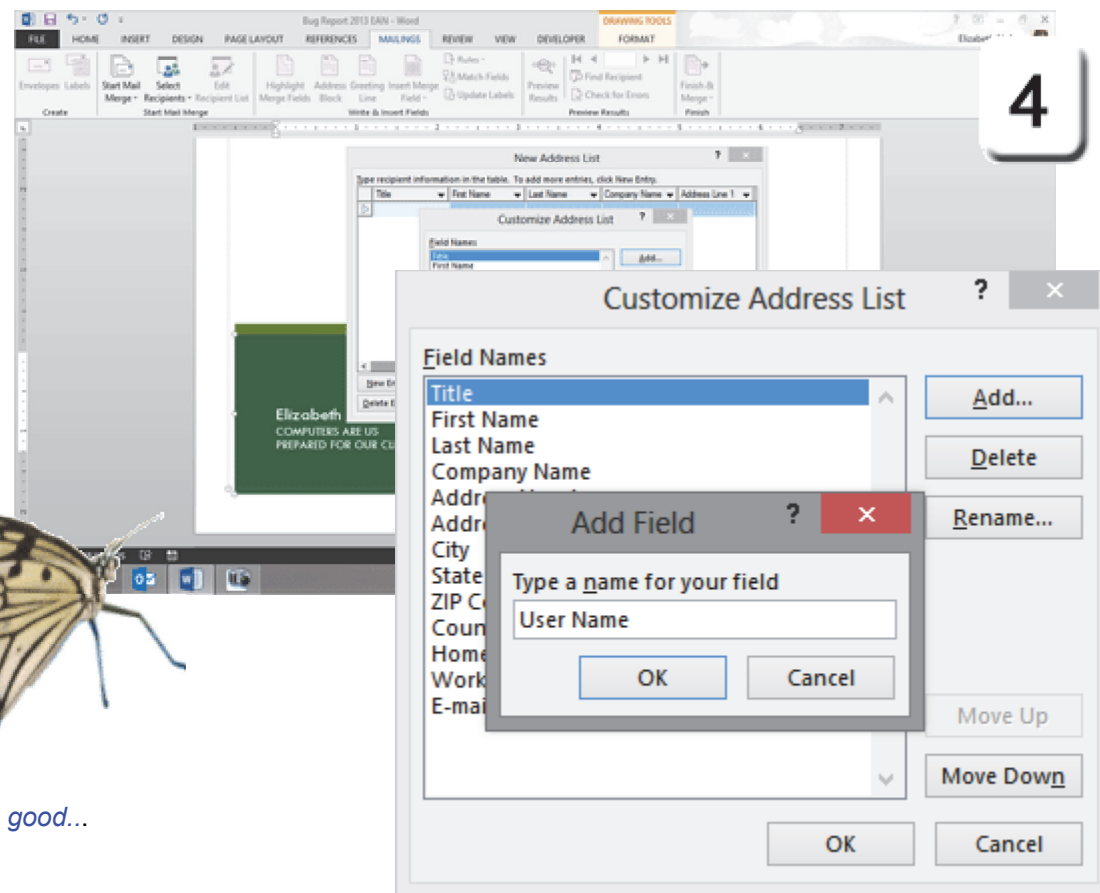 Bug Report 2013 EAN - Word
DRAWING TOOLS
FILE HOME INSERT DESIGN PAGE LAYOUT REFERENCES MAILINGS REVIEW VIEW DEVELOPER FORMAT
Envelopes Labels
Start Mail Merge
Select Recipients
Edit Recipient List
Highlight Merge Fields
Address Block
Greeting Line
Insert Merge Field
Rules
Match Fields
Update Labels
Preview Results
Find Recipient
Check for Errors
Finish & Merge
Create
Start Mail Merge
Write & Insert Fields
Preview Results
Finish
4
New Address List
?
Type recipient information in the table. To add more entries, click New Entry.
Title First Name Last Name Company Name Address Line 1
Customize Address List
?
Field Names
Title
First Name
Add...
Elizabeth
COMPUTERS ARE US
PREPARED FOR OUR
Customize Address List
?
Field Names
Title
First Name
Last Name
Company Name
City
State
Home
Work
Add...
Delete
Rename...
Add Field
?
Type a name for your field
User Name
OK Cancel
Move Up
Move Down
OK Cancel
good...